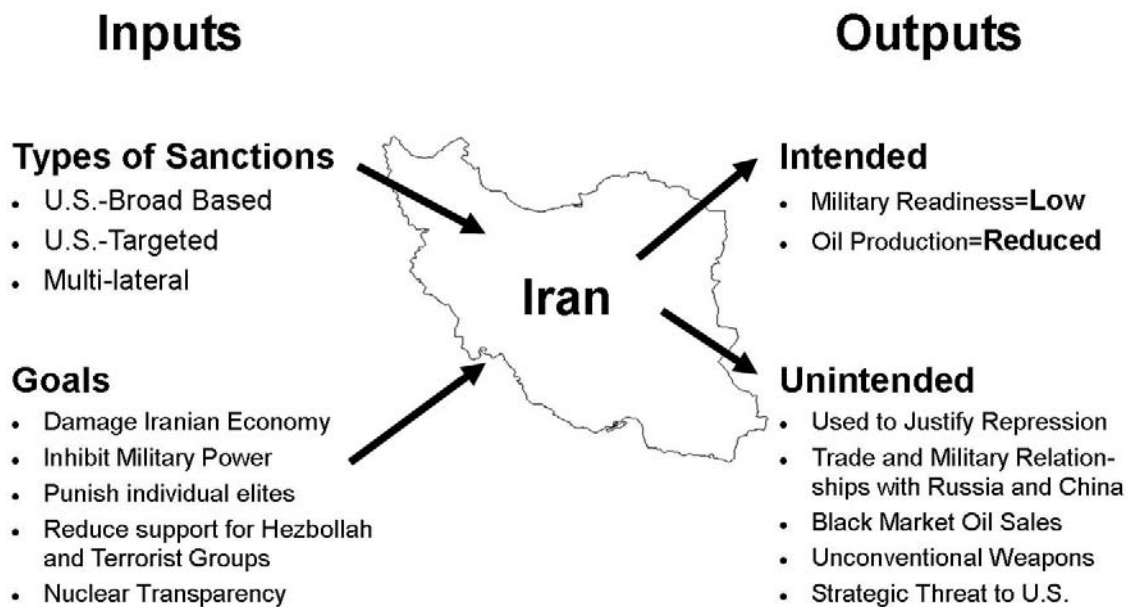 Inputs
Outputs
Types of Sanctions
• U.S.-Broad Based
• U.S.-Targeted
• Multi-lateral
Goals
• Damage Iranian Economy
• Inhibit Military Power
• Punish individual elites
• Reduce support for Hezbollah
and Terrorist Groups
• Nuclear Transparency
Iran
Intended
• Military Readiness=Low
• Oil Production=Reduced
Unintended
• Used to Justify Repression
• Trade and Military Relation-
ships with Russia and China
• Black Market Oil Sales
• Unconventional Weapons
• Strategic Threat to U.S.